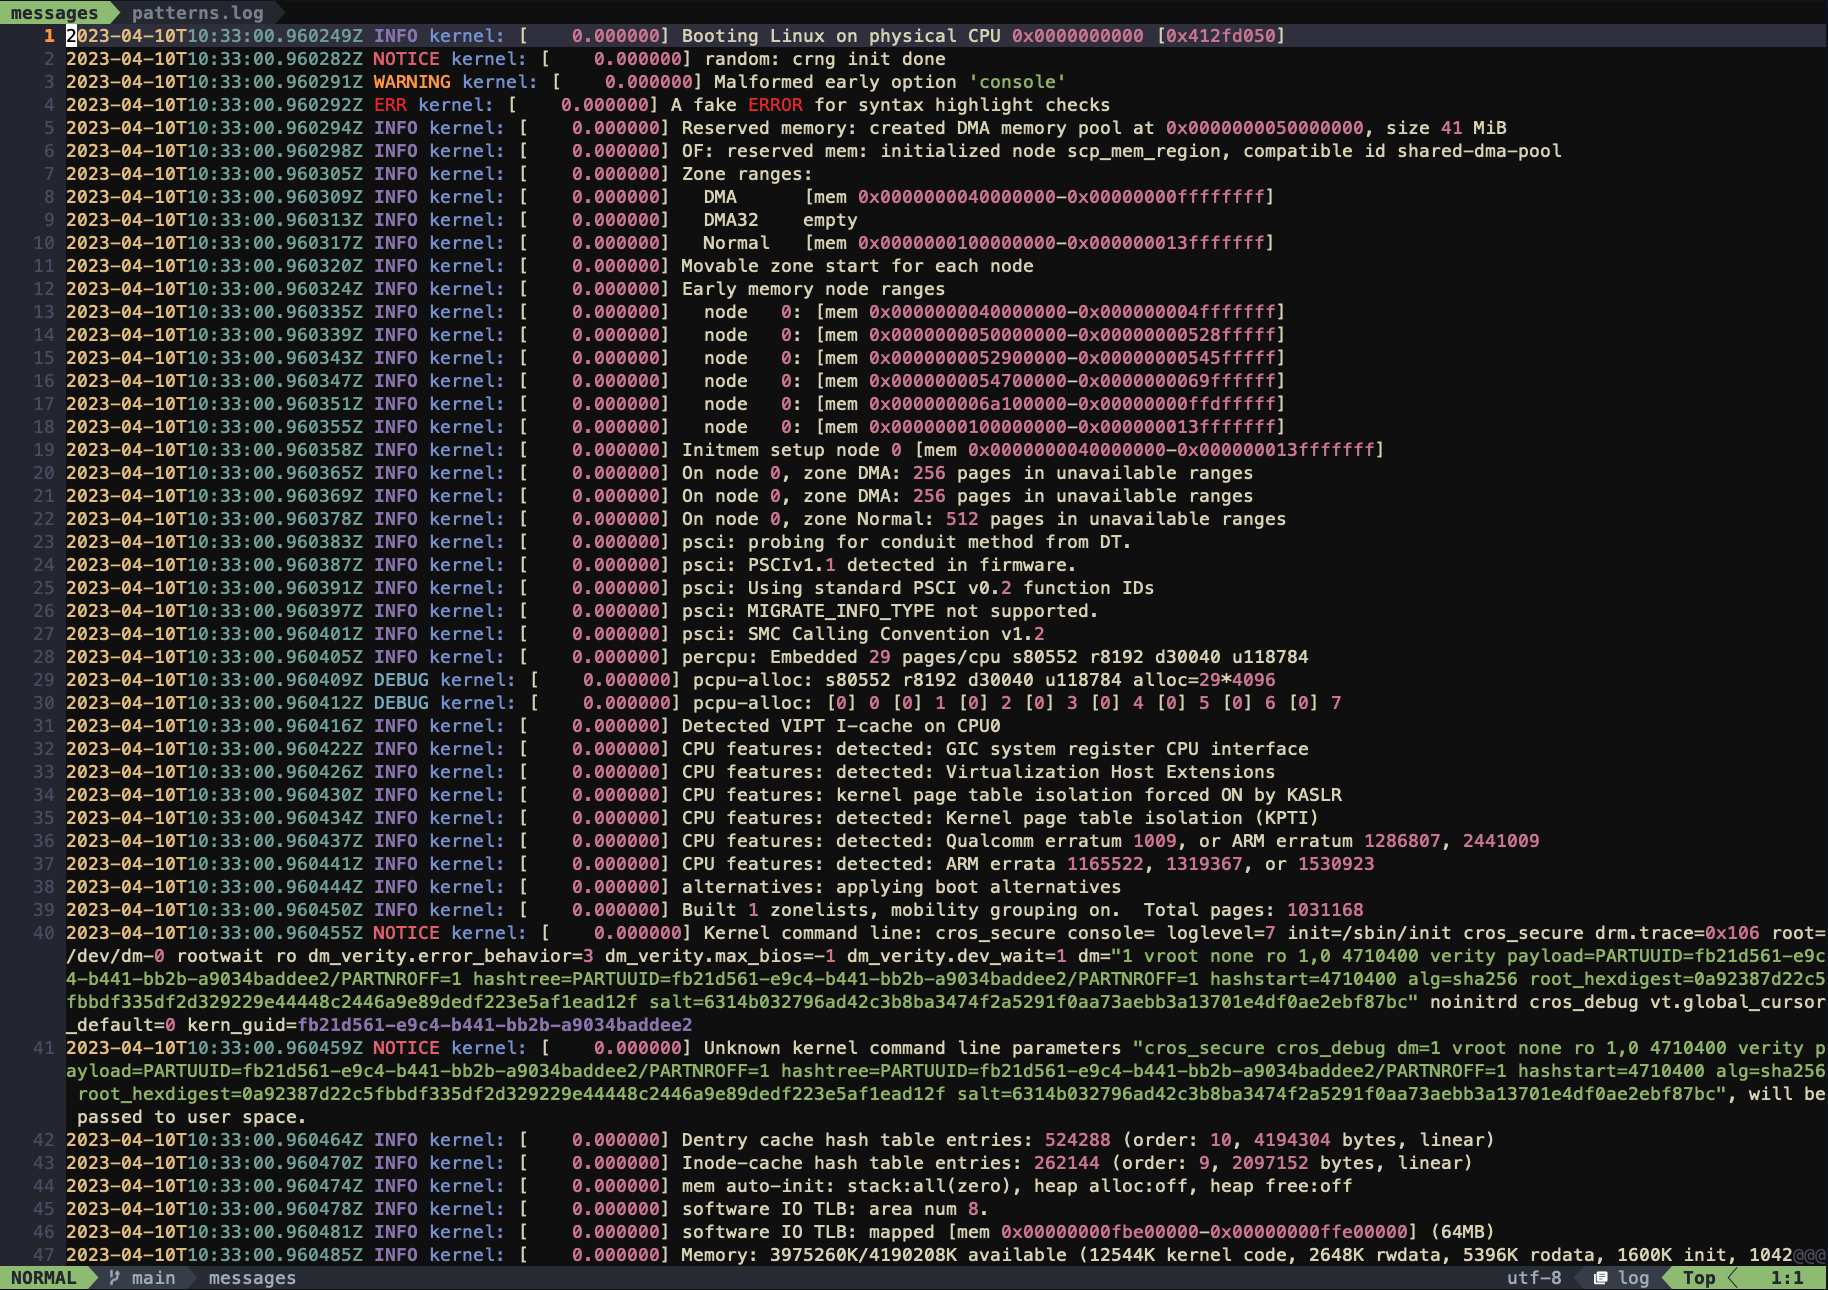 messages  patterns.log
1 2023-04-10T10:33:00.960249Z INFO kernel: [    0.000000] Booting Linux on physical CPU 0x0000000000 [0x412fd050]
2 2023-04-10T10:33:00.960282Z NOTICE kernel: [    0.000000] random: crng init done
3 2023-04-10T10:33:00.960291Z WARNING kernel: [    0.000000] Malformed early option 'console'
4 2023-04-10T10:33:00.960292Z ERR kernel: [    0.000000] A fake ERROR for syntax highlight checks
5 2023-04-10T10:33:00.960294Z INFO kernel: [    0.000000] Reserved memory: created DMA memory pool at 0x0000000050000000, size 41 MiB
6 2023-04-10T10:33:00.960298Z INFO kernel: [    0.000000] OF: reserved mem: initialized node scp_mem_region, compatible id shared-dma-pool
7 2023-04-10T10:33:00.960305Z INFO kernel: [    0.000000] Zone ranges:
8 2023-04-10T10:33:00.960309Z INFO kernel: [    0.000000]   DMA      [mem 0x0000000040000000-0x00000000ffffffff]
9 2023-04-10T10:33:00.960313Z INFO kernel: [    0.000000]   DMA32    empty
10 2023-04-10T10:33:00.960317Z INFO kernel: [    0.000000]   Normal   [mem 0x0000000100000000-0x000000013fffffff]
11 2023-04-10T10:33:00.960320Z INFO kernel: [    0.000000] Movable zone start for each node
12 2023-04-10T10:33:00.960324Z INFO kernel: [    0.000000] Early memory node ranges
13 2023-04-10T10:33:00.960335Z INFO kernel: [    0.000000]   node   0: [mem 0x0000000040000000-0x000000004fffffff]
14 2023-04-10T10:33:00.960339Z INFO kernel: [    0.000000]   node   0: [mem 0x0000000050000000-0x00000000528fffff]
15 2023-04-10T10:33:00.960343Z INFO kernel: [    0.000000]   node   0: [mem 0x0000000052900000-0x00000000545fffff]
16 2023-04-10T10:33:00.960347Z INFO kernel: [    0.000000]   node   0: [mem 0x0000000054700000-0x0000000069ffffff]
17 2023-04-10T10:33:00.960351Z INFO kernel: [    0.000000]   node   0: [mem 0x000000006a100000-0x00000000ffdfffff]
18 2023-04-10T10:33:00.960355Z INFO kernel: [    0.000000]   node   0: [mem 0x0000000100000000-0x000000013fffffff]
19 2023-04-10T10:33:00.960358Z INFO kernel: [    0.000000] Initmem setup node 0 [mem 0x0000000040000000-0x000000013fffffff]
20 2023-04-10T10:33:00.960365Z INFO kernel: [    0.000000] On node 0, zone DMA: 256 pages in unavailable ranges
21 2023-04-10T10:33:00.960369Z INFO kernel: [    0.000000] On node 0, zone DMA: 256 pages in unavailable ranges
22 2023-04-10T10:33:00.960378Z INFO kernel: [    0.000000] On node 0, zone Normal: 512 pages in unavailable ranges
23 2023-04-10T10:33:00.960383Z INFO kernel: [    0.000000] psci: probing for conduit method from DT.
24 2023-04-10T10:33:00.960387Z INFO kernel: [    0.000000] psci: PSCIv1.1 detected in firmware.
25 2023-04-10T10:33:00.960391Z INFO kernel: [    0.000000] psci: Using standard PSCI v0.2 function IDs
26 2023-04-10T10:33:00.960397Z INFO kernel: [    0.000000] psci: MIGRATE_INFO_TYPE not supported.
27 2023-04-10T10:33:00.960401Z INFO kernel: [    0.000000] psci: SMC Calling Convention v1.2
28 2023-04-10T10:33:00.960405Z INFO kernel: [    0.000000] percpu: Embedded 29 pages/cpu s80552 r8192 d30040 u118784
29 2023-04-10T10:33:00.960409Z DEBUG kernel: [    0.000000] pcpu-alloc: s80552 r8192 d30040 u118784 alloc=29*4096
30 2023-04-10T10:33:00.960412Z DEBUG kernel: [    0.000000] pcpu-alloc: [0] 0 [0] 1 [0] 2 [0] 3 [0] 4 [0] 5 [0] 6 [0] 7
31 2023-04-10T10:33:00.960416Z INFO kernel: [    0.000000] Detected VIPT I-cache on CPU0
32 2023-04-10T10:33:00.960422Z INFO kernel: [    0.000000] CPU features: detected: GIC system register CPU interface
33 2023-04-10T10:33:00.960426Z INFO kernel: [    0.000000] CPU features: detected: Virtualization Host Extensions
34 2023-04-10T10:33:00.960430Z INFO kernel: [    0.000000] CPU features: kernel page table isolation forced ON by KASLR
35 2023-04-10T10:33:00.960434Z INFO kernel: [    0.000000] CPU features: detected: Kernel page table isolation (KPTI)
36 2023-04-10T10:33:00.960437Z INFO kernel: [    0.000000] CPU features: detected: Qualcomm erratum 1009, or ARM erratum 1286807, 2441009
37 2023-04-10T10:33:00.960441Z INFO kernel: [    0.000000] CPU features: detected: ARM errata 1165522, 1319367, or 1530923
38 2023-04-10T10:33:00.960444Z INFO kernel: [    0.000000] alternatives: applying boot alternatives
39 2023-04-10T10:33:00.960450Z INFO kernel: [    0.000000] Built 1 zonelists, mobility grouping on.  Total pages: 1031168
40 2023-04-10T10:33:00.960455Z NOTICE kernel: [    0.000000] Kernel command line: cros_secure console= loglevel=7 init=/sbin/init cros_secure drm.trace=0x106 root=
/dev/dm-0 rootwait ro dm_verity.error_behavior=3 dm_verity.max_bios=-1 dm_verity.dev_wait=1 dm="1 vroot none ro 1,0 4710400 verity payload=PARTUUID=fb21d561-e9c
4-b441-bb2b-a9034baddee2/PARTNROFF=1 hashtree=PARTUUID=fb21d561-e9c4-b441-bb2b-a9034baddee2/PARTNROFF=1 hashstart=4710400 alg=sha256 root_hexdigest=0a92387d22c5
fbbdf335df2d329229e44448c2446a9e89dedf223e5af1ead12f salt=6314b032796ad42c3b8ba3474f2a5291f0aa73aebb3a13701e4df0ae2ebf87bc" noinitrd cros_debug vt.global_cursor
_default=0 kern_guid=fb21d561-e9c4-b441-bb2b-a9034baddee2
41 2023-04-10T10:33:00.960459Z NOTICE kernel: [    0.000000] Unknown kernel command line parameters "cros_secure cros_debug dm=1 vroot none ro 1,0 4710400 verity p
ayload=PARTUUID=fb21d561-e9c4-b441-bb2b-a9034baddee2/PARTNROFF=1 hashtree=PARTUUID=fb21d561-e9c4-b441-bb2b-a9034baddee2/PARTNROFF=1 hashstart=4710400 alg=sha256
 root_hexdigest=0a92387d22c5fbbdf335df2d329229e44448c2446a9e89dedf223e5af1ead12f salt=6314b032796ad42c3b8ba3474f2a5291f0aa73aebb3a13701e4df0ae2ebf87bc", will be
 passed to user space.
42 2023-04-10T10:33:00.960464Z INFO kernel: [    0.000000] Dentry cache hash table entries: 524288 (order: 10, 4194304 bytes, linear)
43 2023-04-10T10:33:00.960470Z INFO kernel: [    0.000000] Inode-cache hash table entries: 262144 (order: 9, 2097152 bytes, linear)
44 2023-04-10T10:33:00.960474Z INFO kernel: [    0.000000] mem auto-init: stack:all(zero), heap alloc:off, heap free:off
45 2023-04-10T10:33:00.960478Z INFO kernel: [    0.000000] software IO TLB: area num 8.
46 2023-04-10T10:33:00.960481Z INFO kernel: [    0.000000] software IO TLB: mapped [mem 0x00000000fbe00000-0x00000000ffe00000] (64MB)
47 2023-04-10T10:33:00.960485Z INFO kernel: [    0.000000] Memory: 3975260K/4190208K available (12544K kernel code, 2648K rwdata, 5396K rodata, 1600K init, 1042@@@
NORMAL  main  messages  utf-8  log  Top  1:1